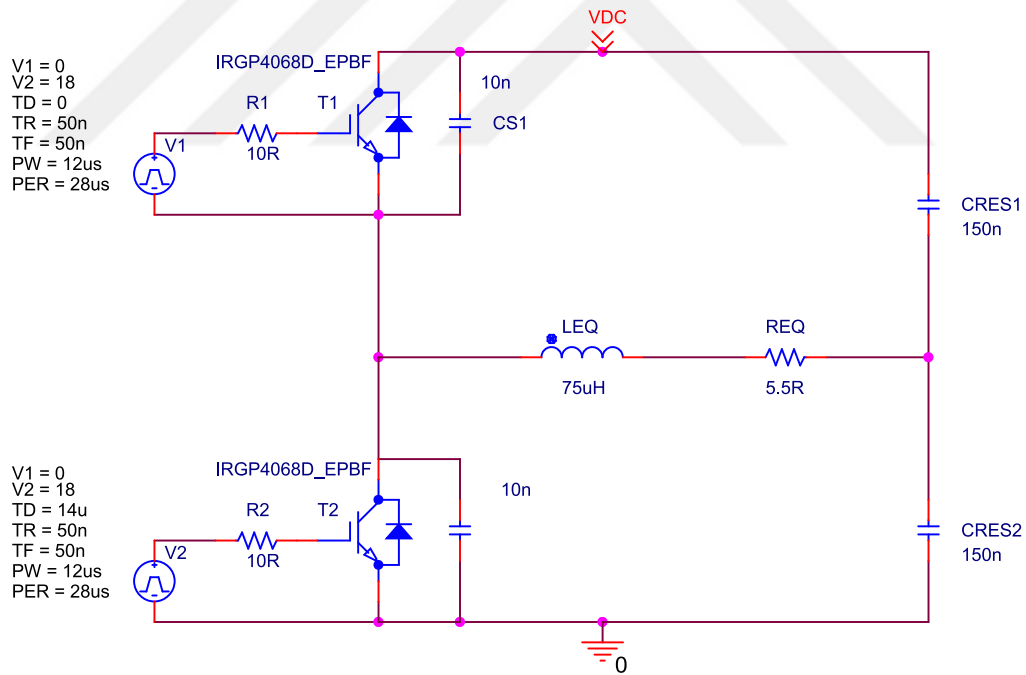 VDC
V1 = 0
V2 = 18
TD = 0
TR = 50n
TF = 50n
PW = 12us
PER = 28us
IRGP4068D_EPBF
R1
T1
10R
V1
10n
CS1
CRES1
150n
LEQ
75uH
REQ
5.5R
V1 = 0
V2 = 18
TD = 14u
TR = 50n
TF = 50n
PW = 12us
PER = 28us
IRGP4068D_EPBF
R2
T2
10R
V2
10n
CRES2
150n
0